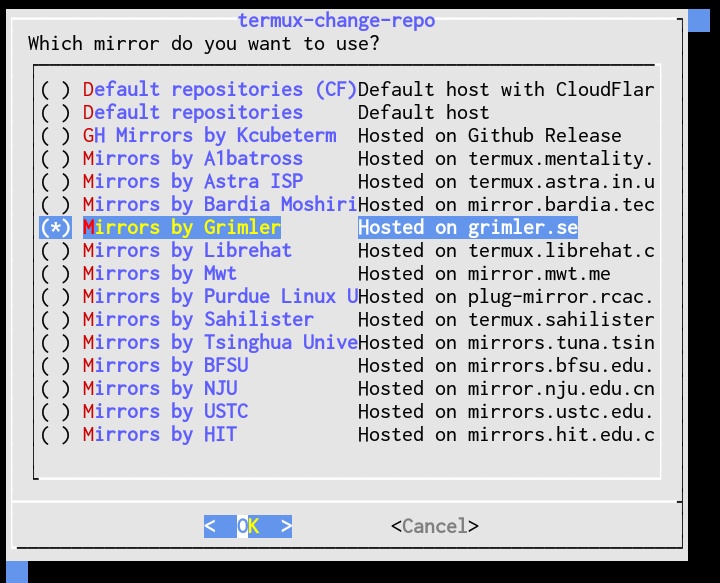 termux-change-repo
Which mirror do you want to use?
( ) Default repositories (CF)Default host with CloudFlar
( ) Default repositories Default host
( ) GH Mirrors by Kcubeterm Hosted on Github Release
( ) Mirrors by A1batross Hosted on termux.mentality.
( ) Mirrors by Astra ISP Hosted on termux.astra.in.u
( ) Mirrors by Bardia MoshiriHosted on mirror.bardia.tec
(*) Mirrors by Grimler Hosted on grimler.se
( ) Mirrors by Librehat Hosted on termux.librehat.c
( ) Mirrors by Mwt Hosted on mirror.mwt.me
( ) Mirrors by Purdue Linux UHosted on plug-mirror.rcac.
( ) Mirrors by Sahilister Hosted on termux.sahilister
( ) Mirrors by Tsinghua UniveHosted on mirrors.tuna.tsin
( ) Mirrors by BFSU Hosted on mirrors.bfsu.edu.
( ) Mirrors by NJU Hosted on mirror.nju.edu.cn
( ) Mirrors by USTC Hosted on mirrors.ustc.edu.
( ) Mirrors by HIT Hosted on mirrors.hit.edu.c
< OK > <Cancel>